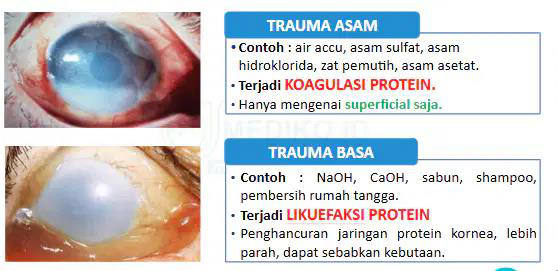 TRAUMA ASAM
• Contoh : air accu, asam sulfat, asam
hidroklorida, zat pemutih, asam asetat.
• Terjadi KOAGULASI PROTEIN.
• Hanya mengenai superficial saja.
MEDIKO.ID
TRAUMA BASA
• Contoh : NaOH, CaOH, sabun, shampoo,
pembersih rumah tangga.
• Terjadi LIKUEFAKSI PROTEIN
• Penghancuran jaringan protein kornea, lebih
parah, dapat sebabkan kebutaan.